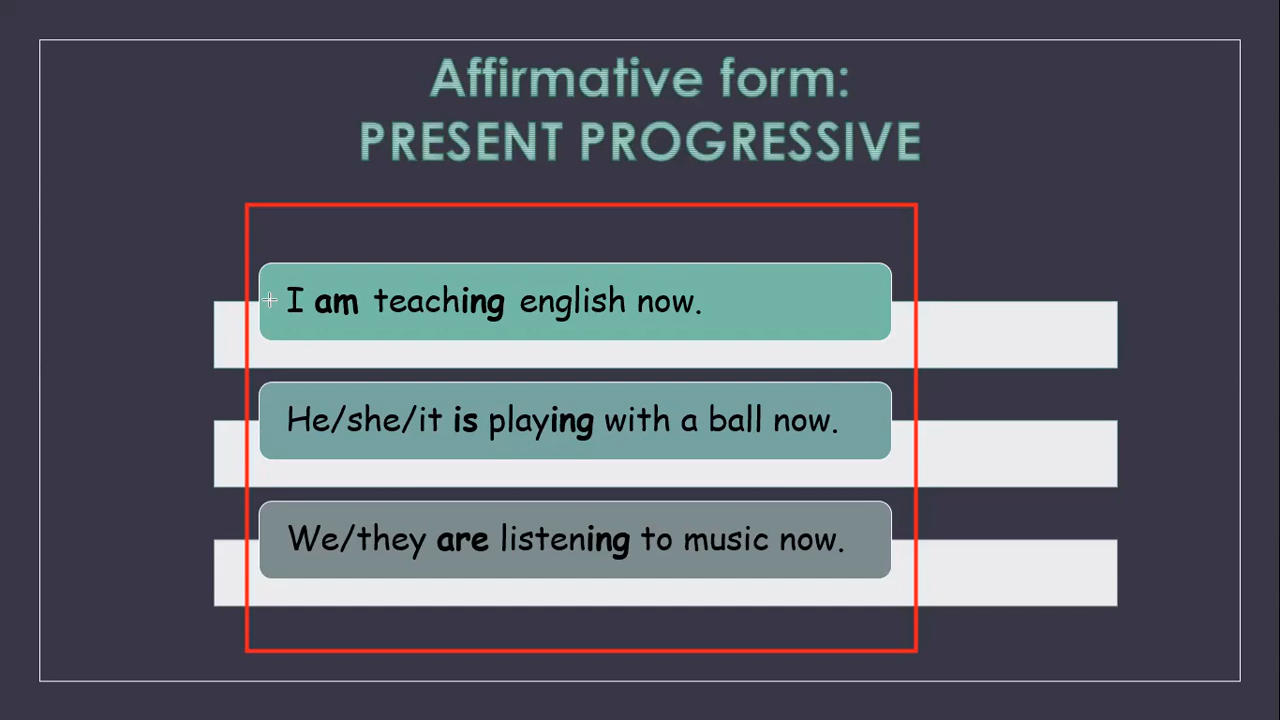 Affirmative form:
PRESENT PROGRESSIVE
I am teaching english now.
He/she/it is playing with a ball now.
We/they are listening to music now.